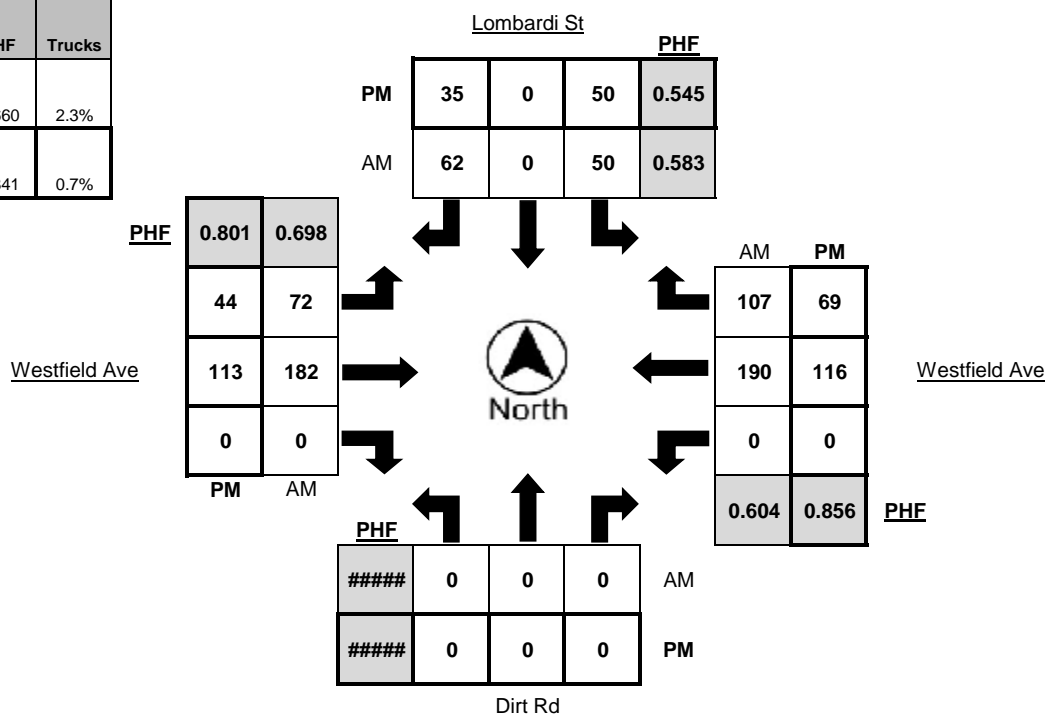 Lombardi St
Trucks
PHF
PM 35 0 50 0.545
2.3%
AM 62 0 50 0.583
0.7%
PHF 0.801 0.698
AM PM
44 72
107 69
Westfield Ave 113 182
190 116 Westfield Ave
North
0 0
0 0
PM AM
0.604 0.856 PHF
PHF
##### 0 0 0 AM
##### 0 0 0 PM
Dirt Rd